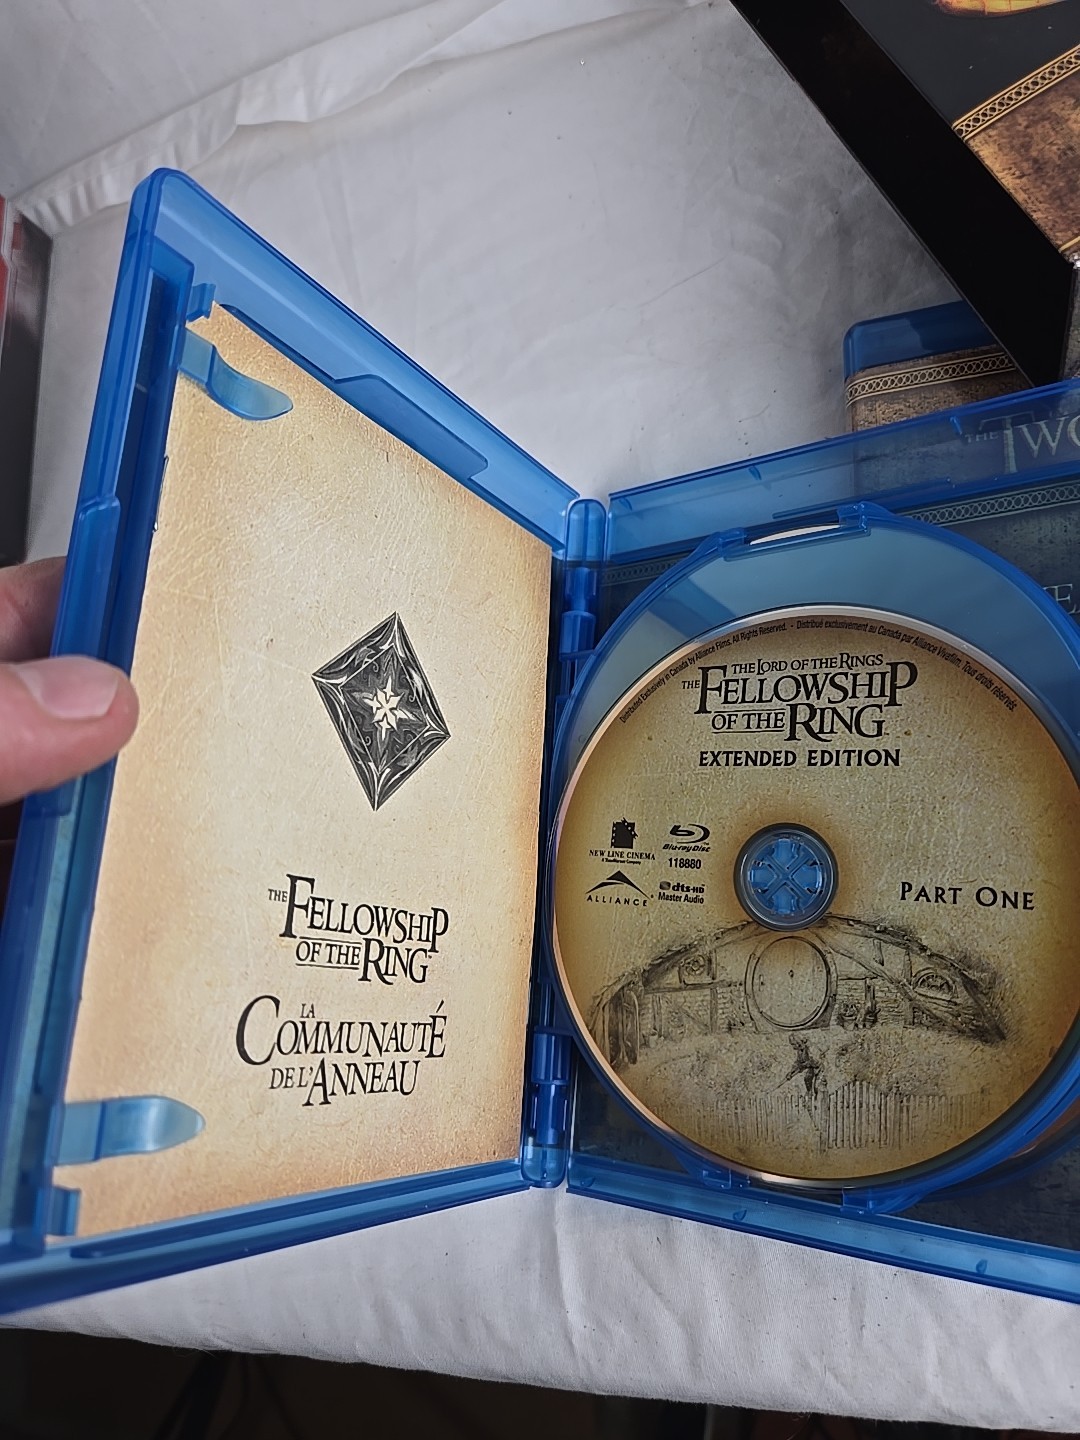 THE FELLOWSHIP
OF THE RING
LA
COMMUNAUTÉ
DE L'ANNEAU
Distributed Exclusively in Canada by Alliance Films. All Rights Reserved. - Distribué exclusivement au Canada par Alliance Vivafilm. Tous droits réservés.
THE LORD OF THE RINGS
THE FELLOWSHIP
OF THE RING
EXTENDED EDITION
NEW LINE CINEMA
Blu-ray Disc
118880
ALLIANCE
dts-HD
Master Audio
PART ONE
THE TWO